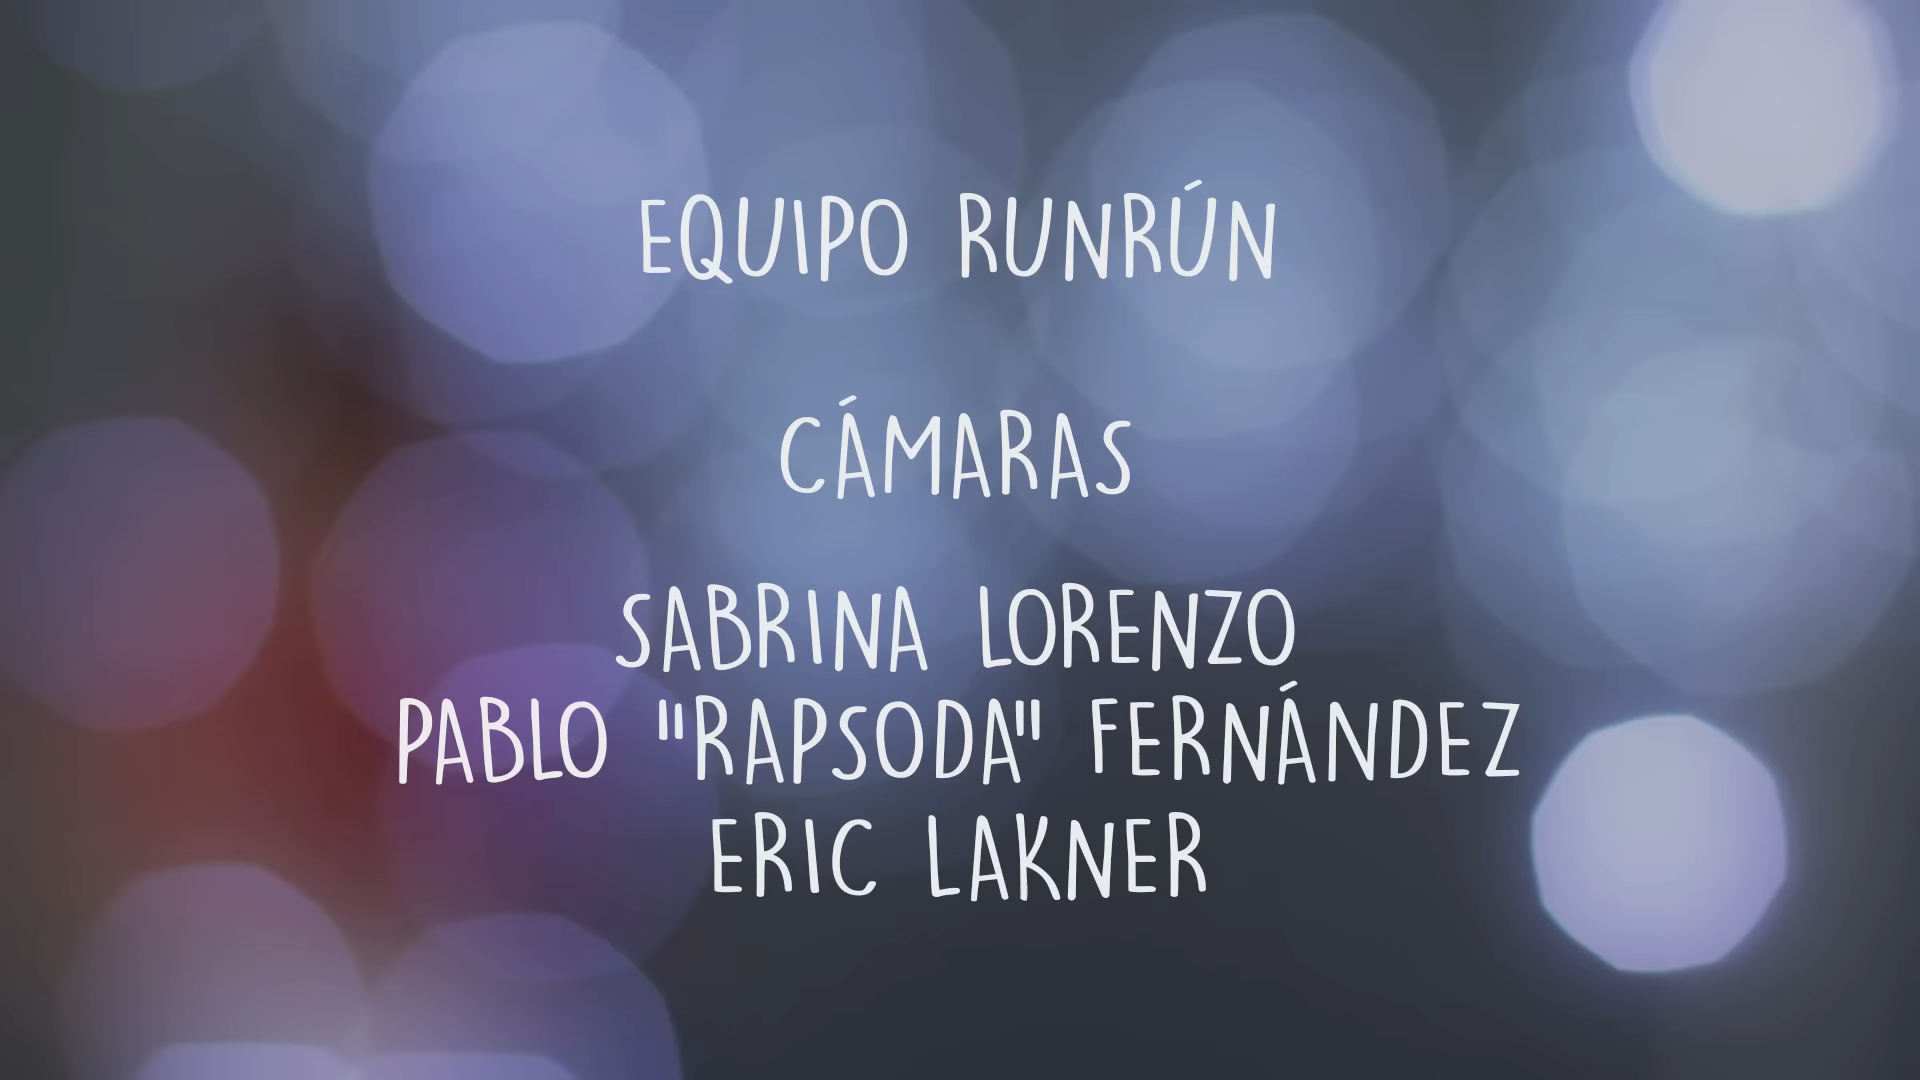 EQUIPO RUNRÚN
CÁMARAS
SABRINA LORENZO
PABLO "RAPSODA" FERNÁNDEZ
ERIC LAKNER